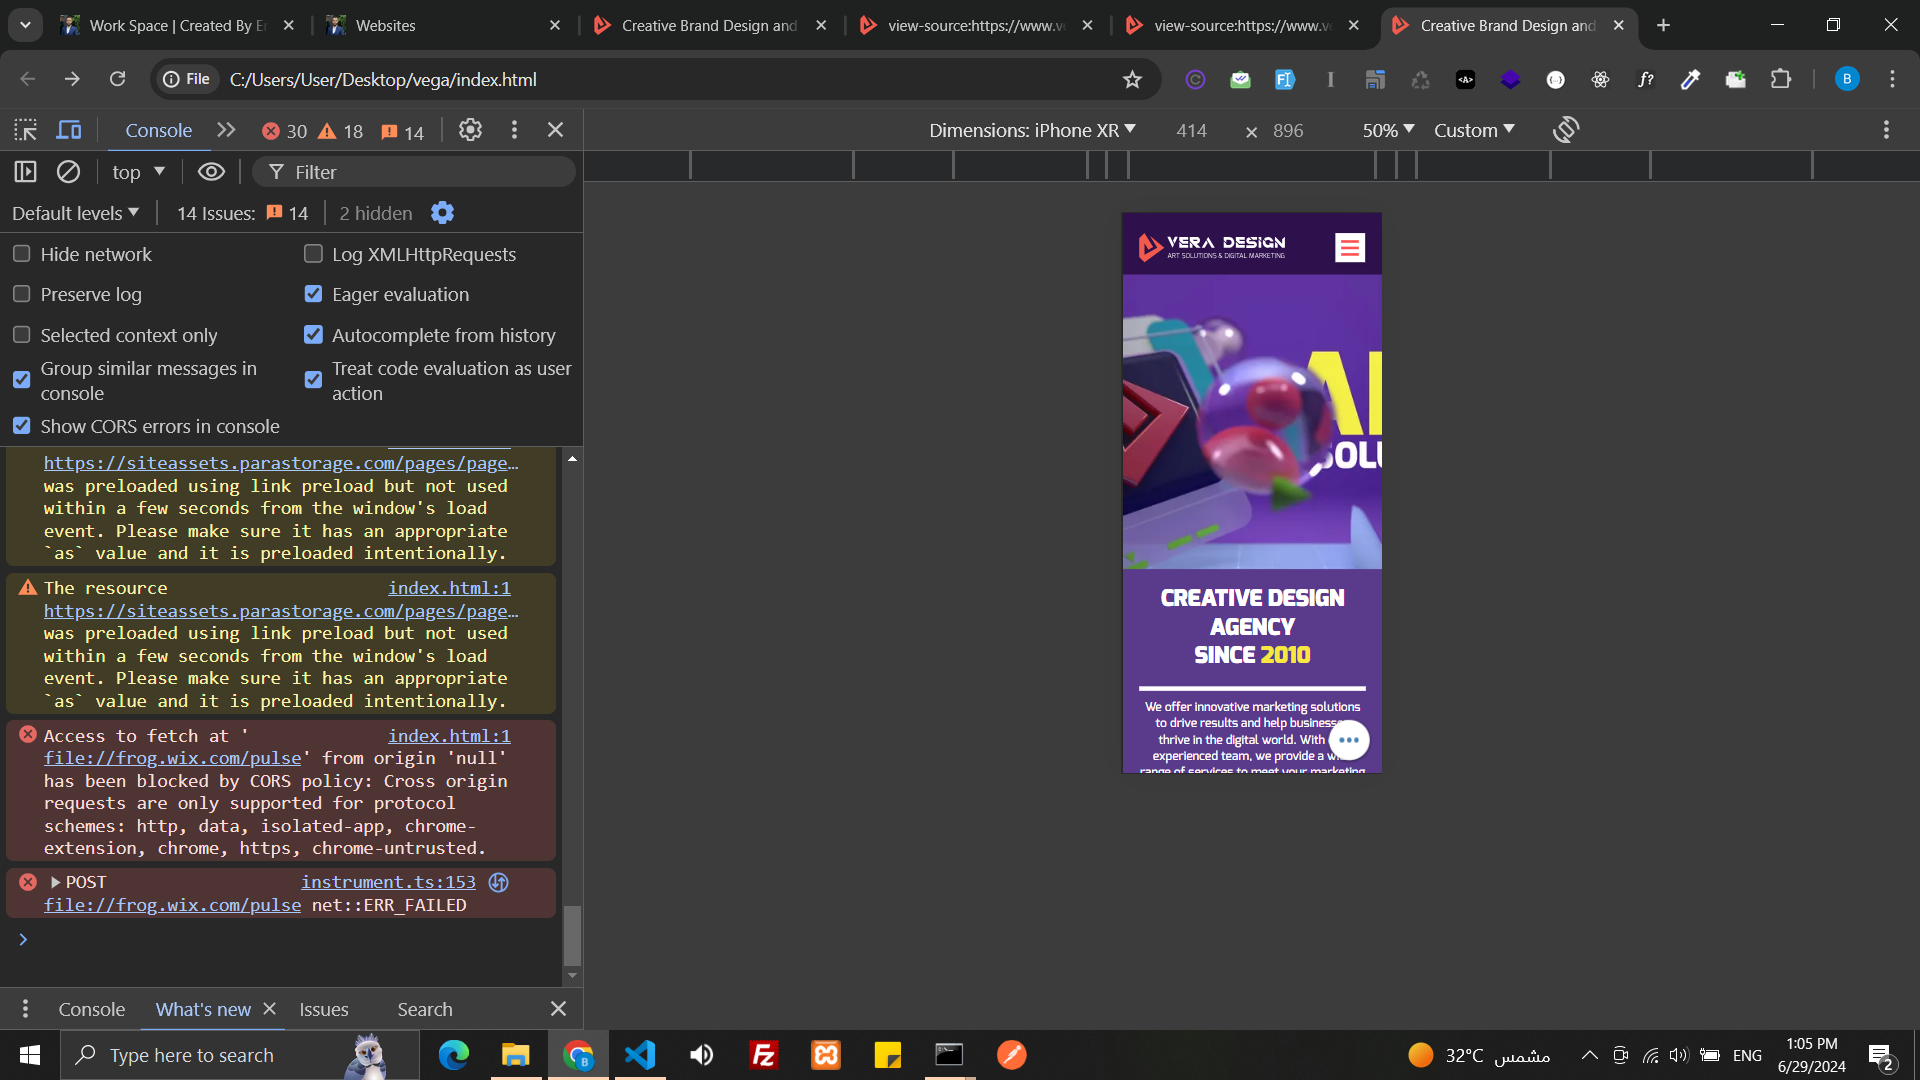 Work Space | Created By E
Websites
Creative Brand Design and
view-source:https://www.ve
view-source:https://www.ve
Creative Brand Design and
File
C:/Users/User/Desktop/vega/index.html
B
Console
30
18
14
Dimensions: iPhone XR
414
×
896
50%
Custom
top
Filter
Default levels
14 Issues:
14
2 hidden
Hide network
Log XMLHttpRequests
Preserve log
Eager evaluation
Selected context only
Autocomplete from history
Group similar messages in
console
Treat code evaluation as user
action
Show CORS errors in console
https://siteassets.parastorage.com/pages/page…
was preloaded using link preload but not used
within a few seconds from the window's load
event. Please make sure it has an appropriate
`as` value and it is preloaded intentionally.
The resource
index.html:1
https://siteassets.parastorage.com/pages/page…
was preloaded using link preload but not used
within a few seconds from the window's load
event. Please make sure it has an appropriate
`as` value and it is preloaded intentionally.
Access to fetch at '
index.html:1
file://frog.wix.com/pulse' from origin 'null'
has been blocked by CORS policy: Cross origin
requests are only supported for protocol
schemes: http, data, isolated-app, chrome-
extension, chrome, https, chrome-untrusted.
POST
instrument.ts:153
file://frog.wix.com/pulse net::ERR_FAILED
Console
What's new
Issues
Search
VERA DESIGN
ART SOLUTIONS & DIGITAL MARKETING
SOLU
CREATIVE DESIGN
AGENCY
SINCE 2010
We offer innovative marketing solutions
to drive results and help businesse
thrive in the digital world. With
experienced team, we provide a w
range of services to meet your marketing
Type here to search
32°C مشمس
ENG
1:05 PM
6/29/2024
2